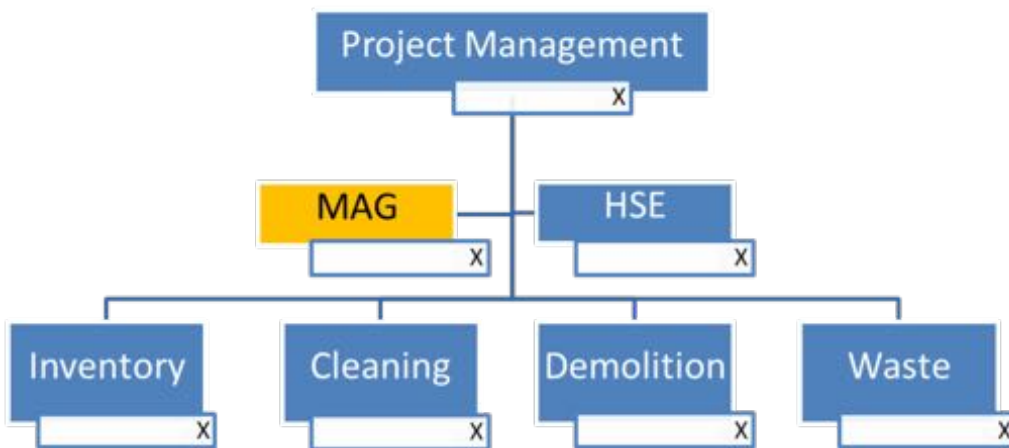 Project Management
X
MAG
HSE
X
X
Inventory
Cleaning
Demolition
Waste
X
X
X
X